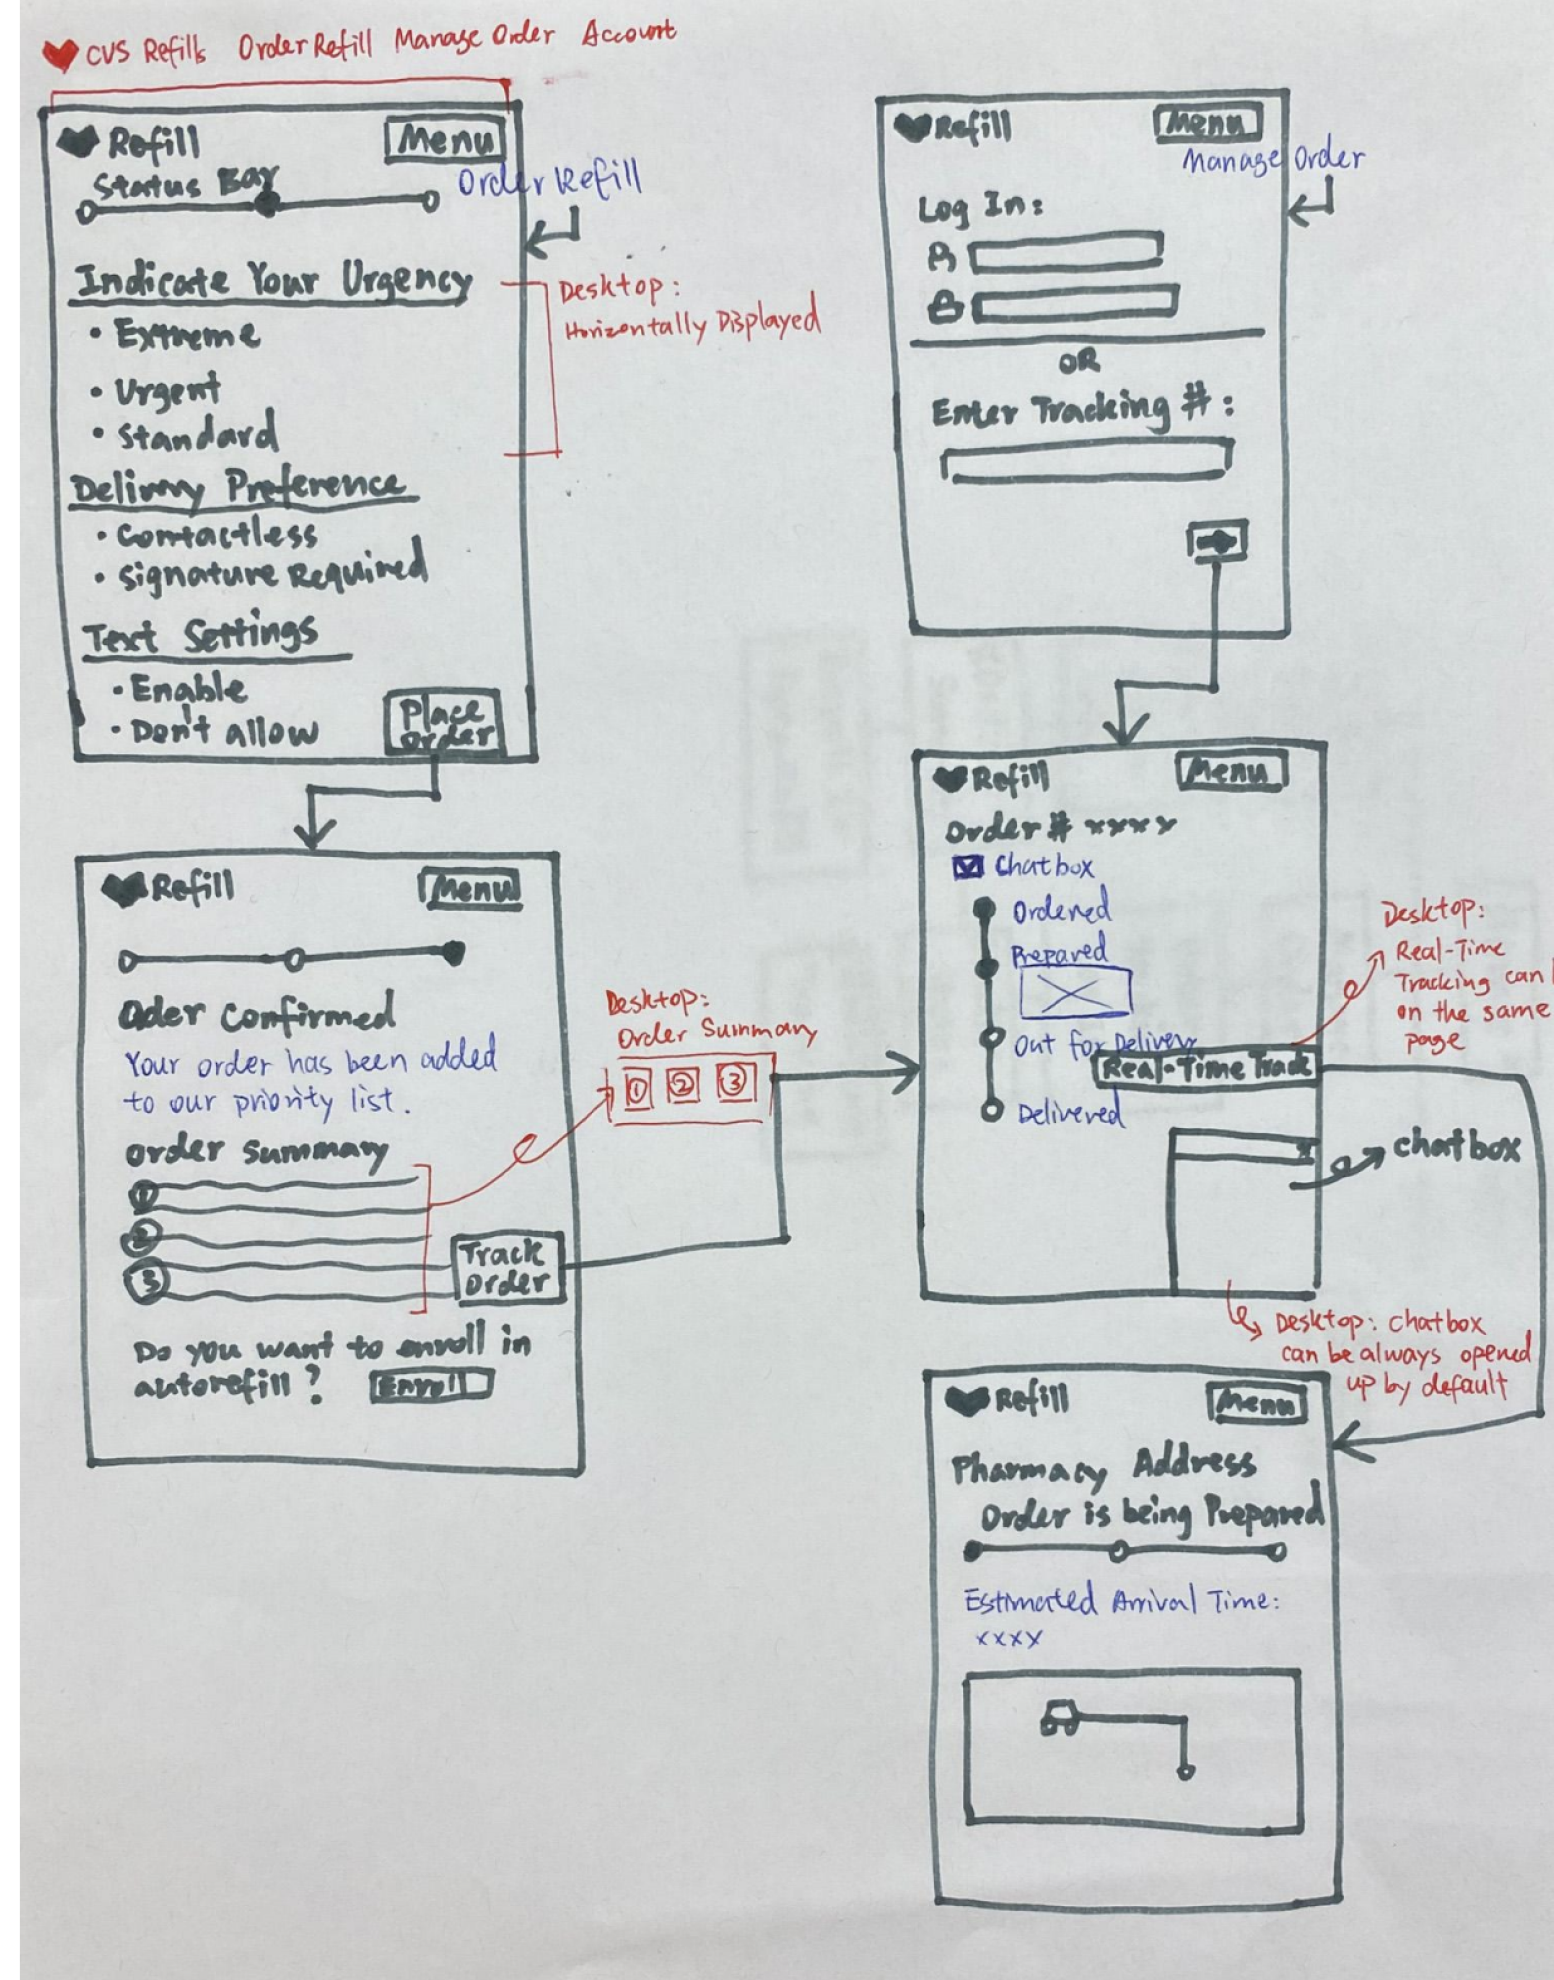 CVS Refills Order Refill Manage Order Account
Refill Menu
Status Bar
Order Refill
Indicate Your Urgency
• Extreme
• Urgent
• Standard
Desktop:
Horizontally Displayed
Delivery Preference
• Contactless
• Signature Required
Text Settings
• Enable
• Don't allow
Place
Order
Refill Menu
Oder Confirmed
Your order has been added
to our priority list.
Order Summary
1
2
3
Track
Order
Do you want to enroll in
autorefill? Enroll
Desktop:
Order Summary
1 2 3
Refill Menu
Manage Order
Log In:
OR
Enter Tracking #:
Refill Menu
Order # xxxx
Chatbox
Ordered
Prepared
Out for Delivery
Real-Time Track
Delivered
X
chatbox
Desktop:
Real-Time
Tracking can
on the same
page
Desktop: chatbox
can be always opened
up by default
Refill Menu
Pharmacy Address
Order is being Prepared
Estimated Arrival Time:
xxxx